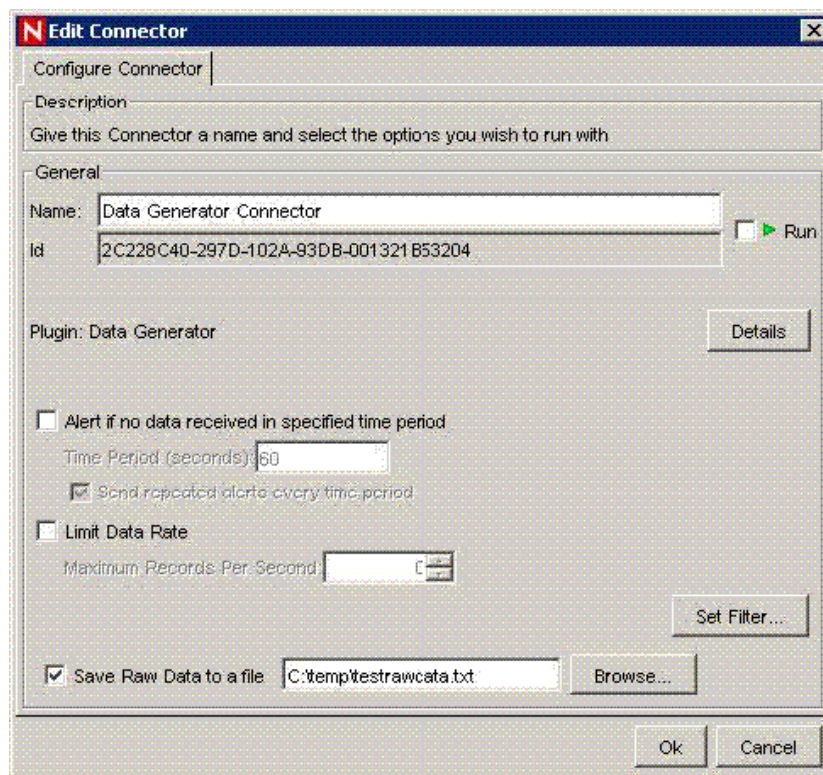 N Edit Connector
Configure Connector
Description
Give this Connector a name and select the options you wish to run with
General
Name: Data Generator Connector
Run
Id 2C228C40-297D-102A-93DB-001321B53204
Plugin: Data Generator
Details
Alert if no data received in specified time period
Time Period (seconds): 60
Send repeated alerts every time period
Limit Data Rate
Maximum Records Per Second: 0
Set Filter...
Save Raw Data to a file C:\temp\testrawcata.txt Browse...
Ok Cancel